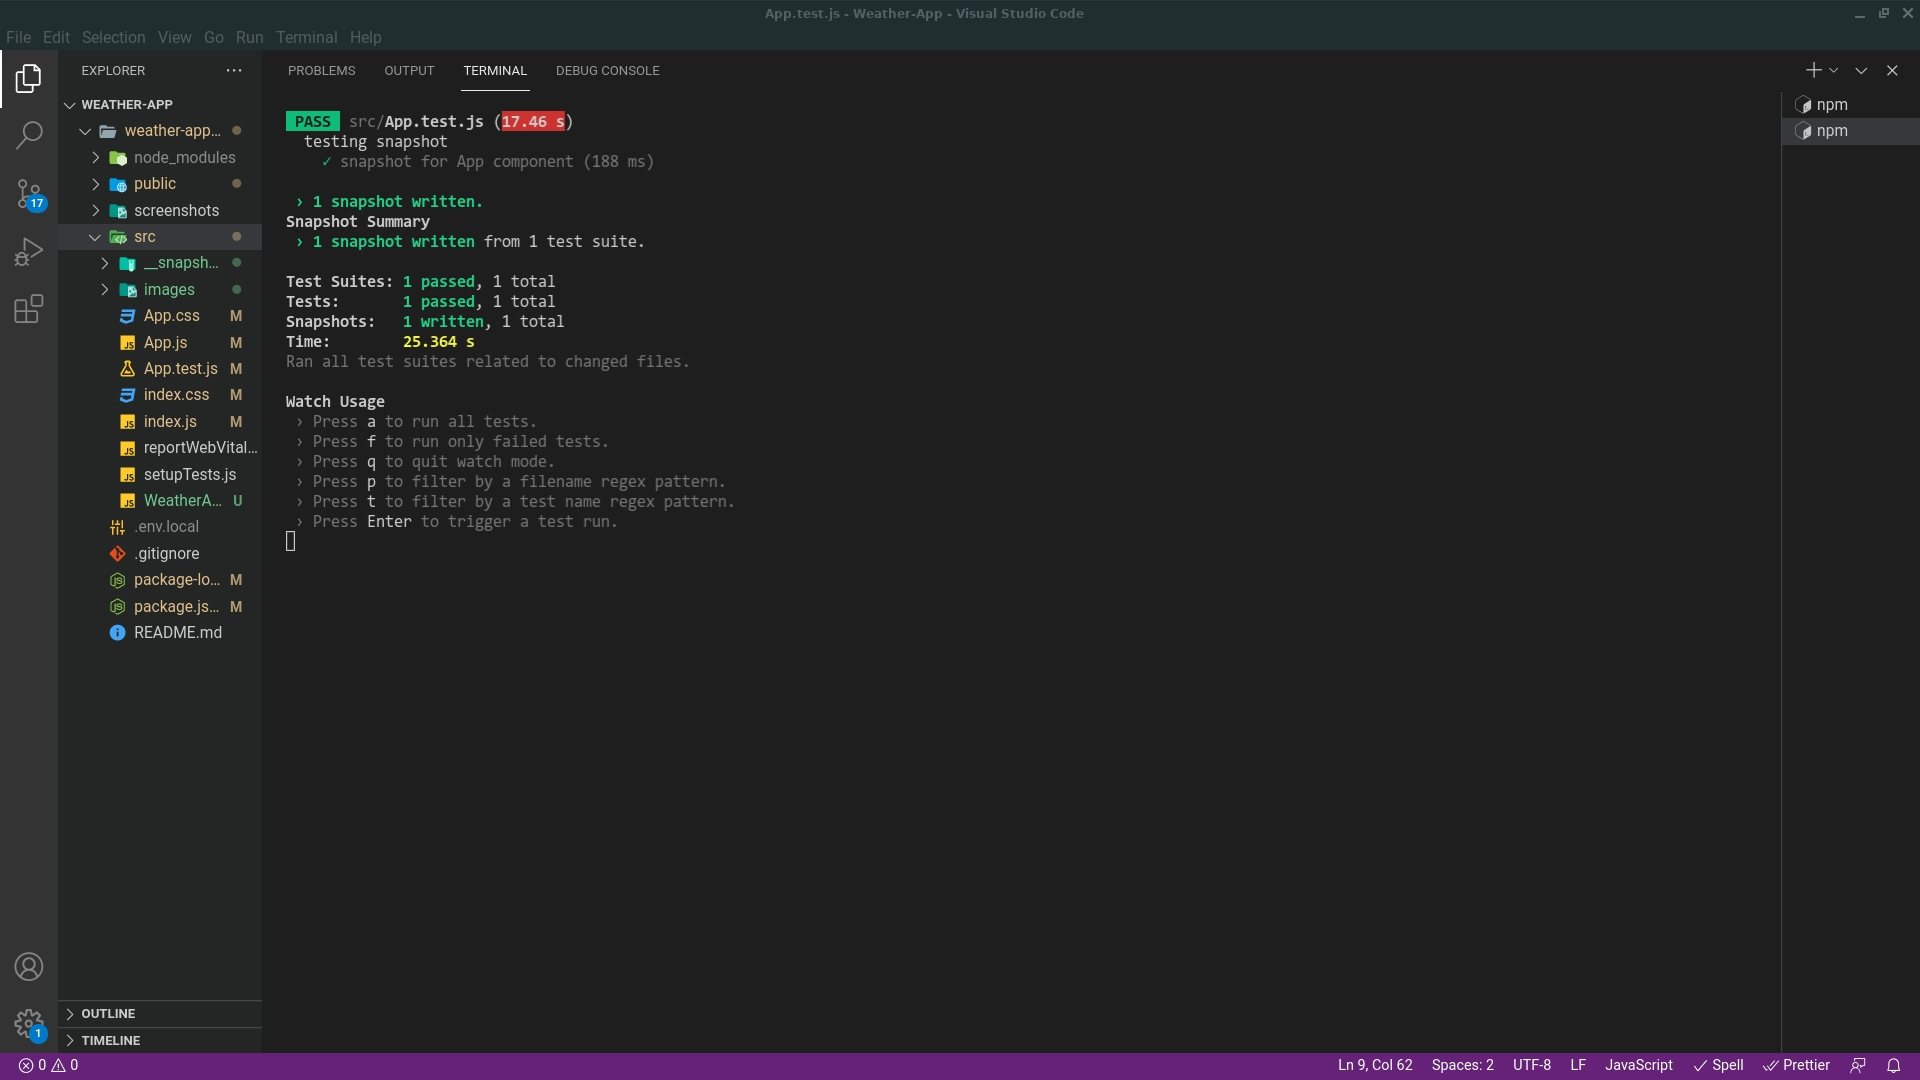 App.test.js - Weather-App - Visual Studio Code
File Edit Selection View Go Run Terminal Help
EXPLORER
WEATHER-APP
weather-app...
node_modules
public
screenshots
src
__snapsh...
images
App.css M
App.js M
App.test.js M
index.css M
index.js M
reportWebVital...
setupTests.js
WeatherA... U
.env.local
.gitignore
package-lo... M
package.js... M
README.md
OUTLINE
TIMELINE
17
1
PROBLEMS OUTPUT TERMINAL DEBUG CONSOLE
PASS src/App.test.js (17.46 s)
testing snapshot
✓ snapshot for App component (188 ms)
› 1 snapshot written.
Snapshot Summary
› 1 snapshot written from 1 test suite.
Test Suites: 1 passed, 1 total
Tests: 1 passed, 1 total
Snapshots: 1 written, 1 total
Time: 25.364 s
Ran all test suites related to changed files.
Watch Usage
› Press a to run all tests.
› Press f to run only failed tests.
› Press q to quit watch mode.
› Press p to filter by a filename regex pattern.
› Press t to filter by a test name regex pattern.
› Press Enter to trigger a test run.
npm
npm
0 0
Ln 9, Col 62 Spaces: 2 UTF-8 LF JavaScript Spell Prettier